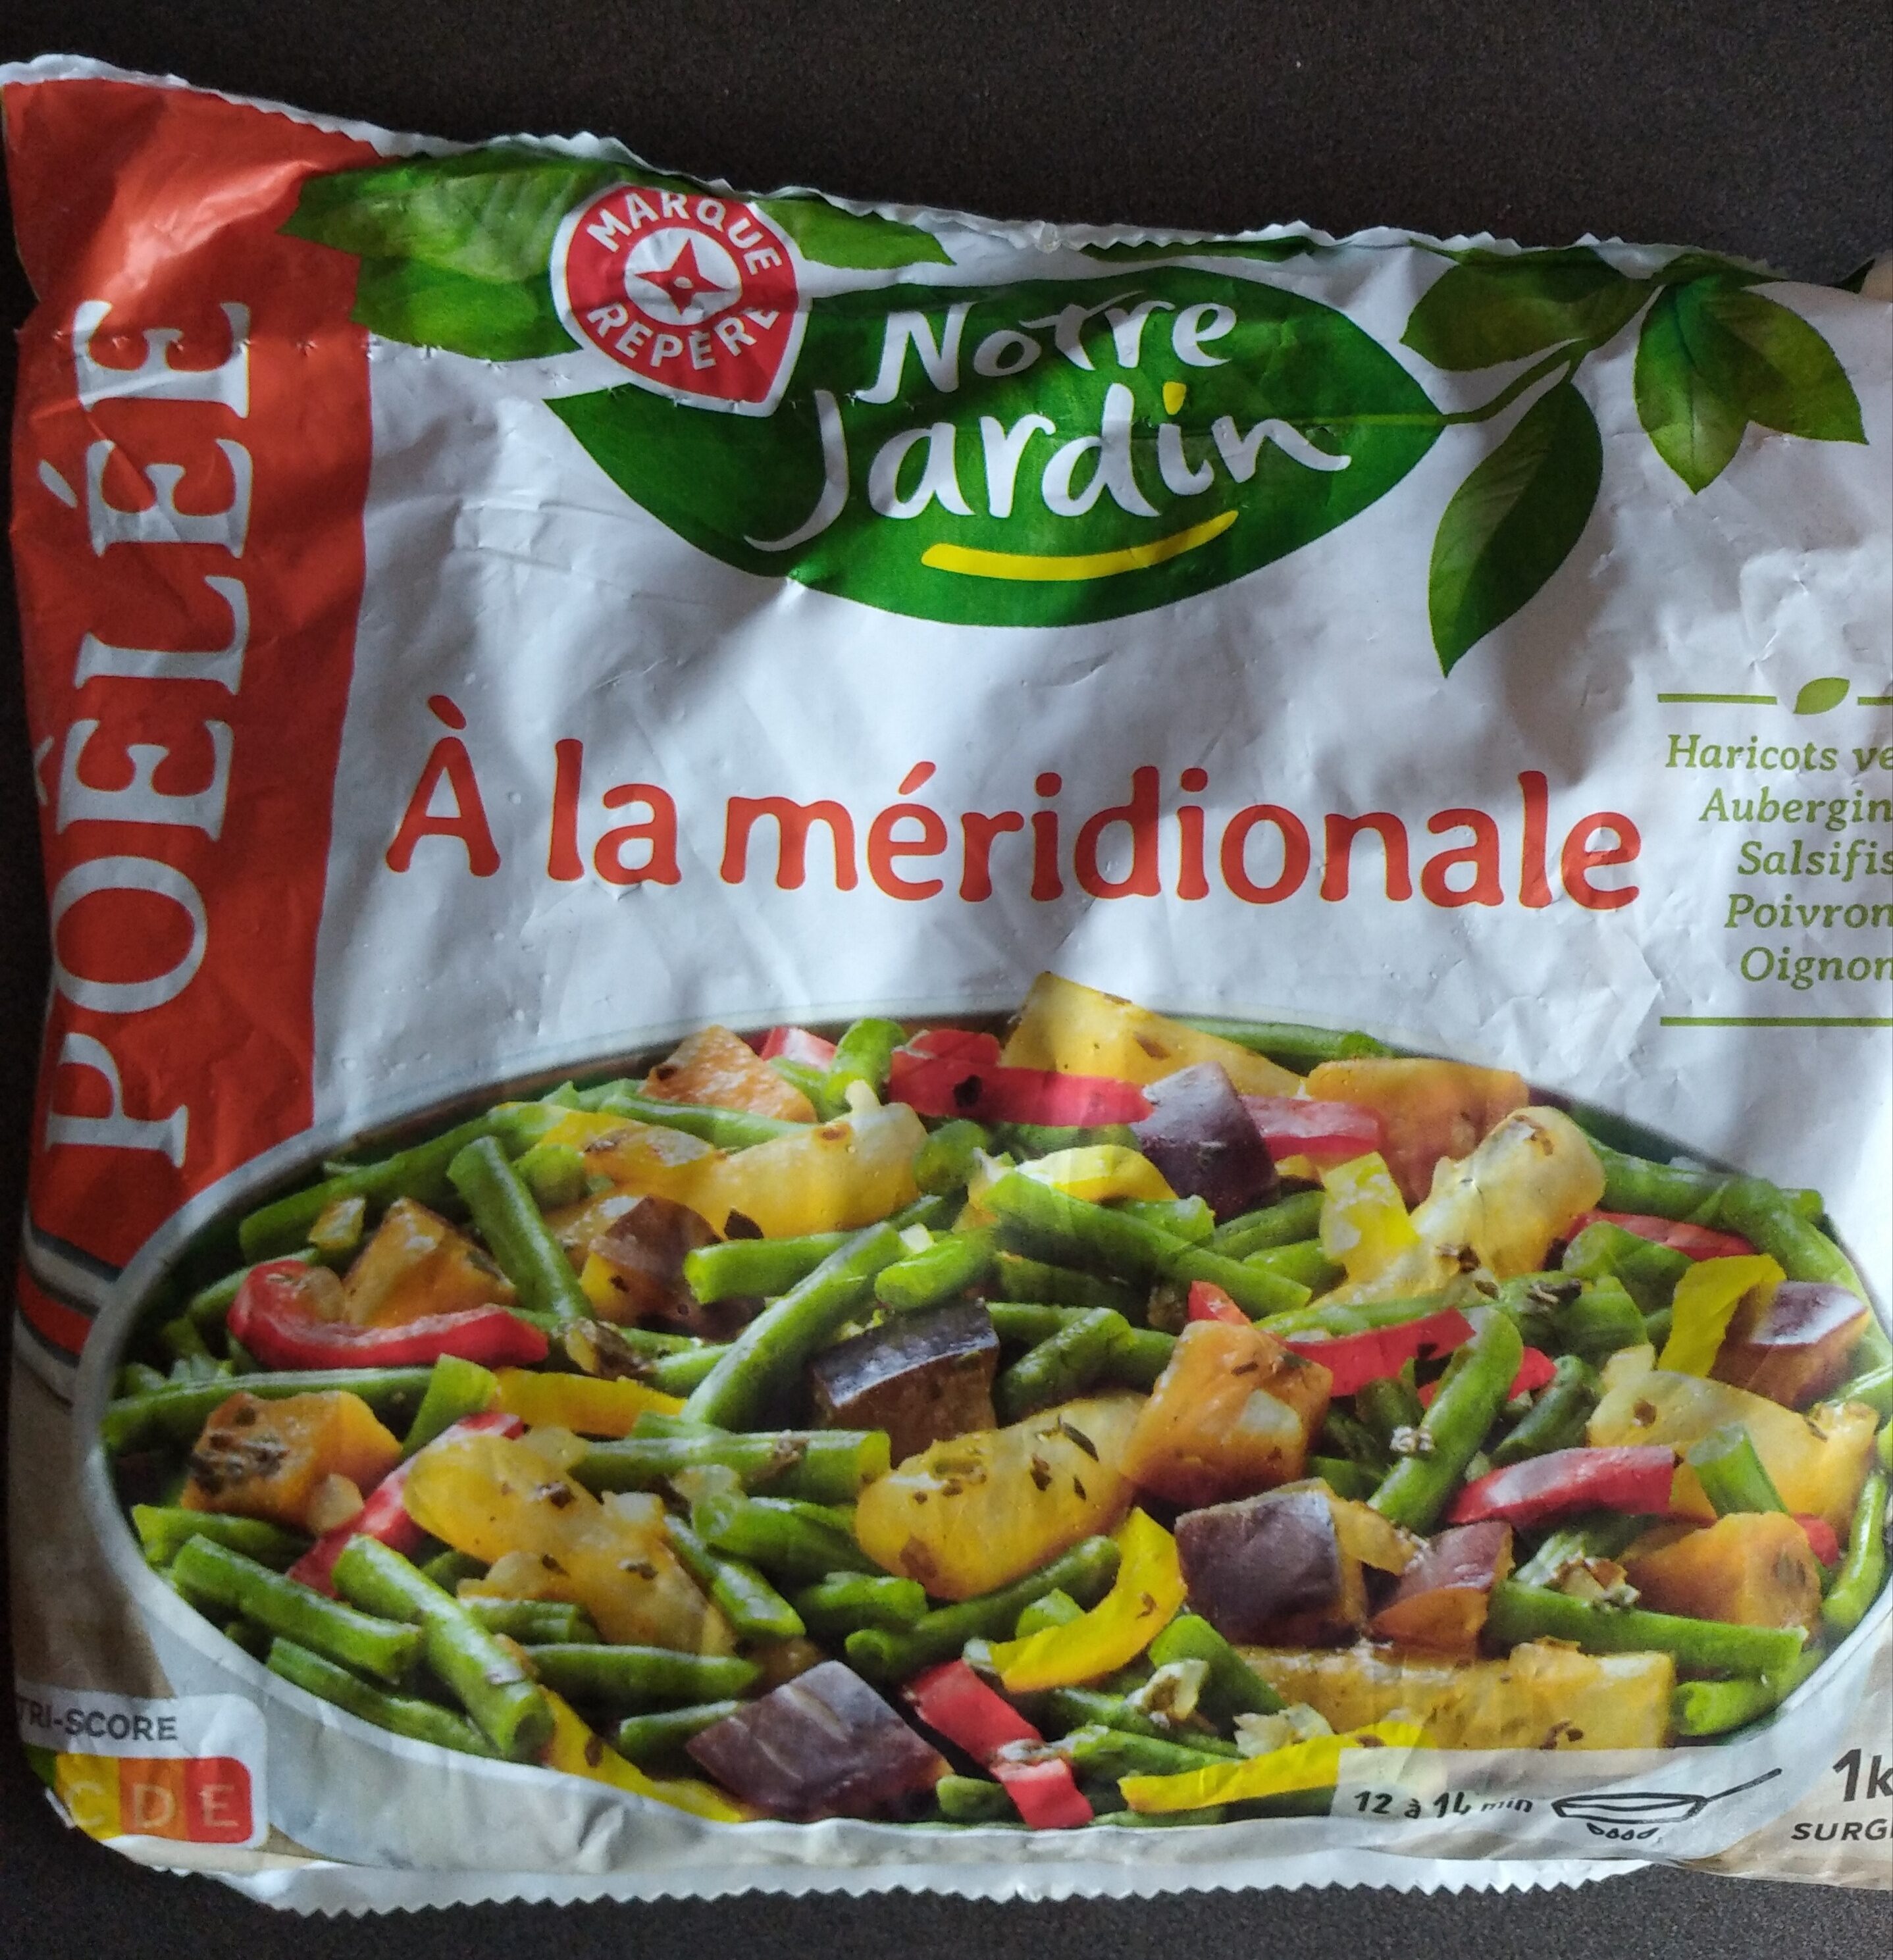 POÊLÉE
MARQUE
REPÈRE
Notre
Jardin
À la méridionale
Haricots ve
Aubergin
Salsifis
Poivron
Oignon
TRI-SCORE
C D E
12 à 14 min
1k
SURG